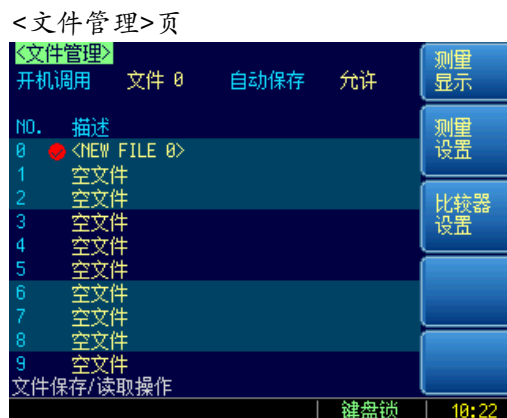 <文件管理>页
<文件管理>
开机调用 文件 0 自动保存 允许
NO. 描述
0 <NEW FILE 0>
1 空文件
2 空文件
3 空文件
4 空文件
5 空文件
6 空文件
7 空文件
8 空文件
9 空文件
文件保存/读取操作
测量
显示
测量
设置
比较器
设置
键盘锁 10:22